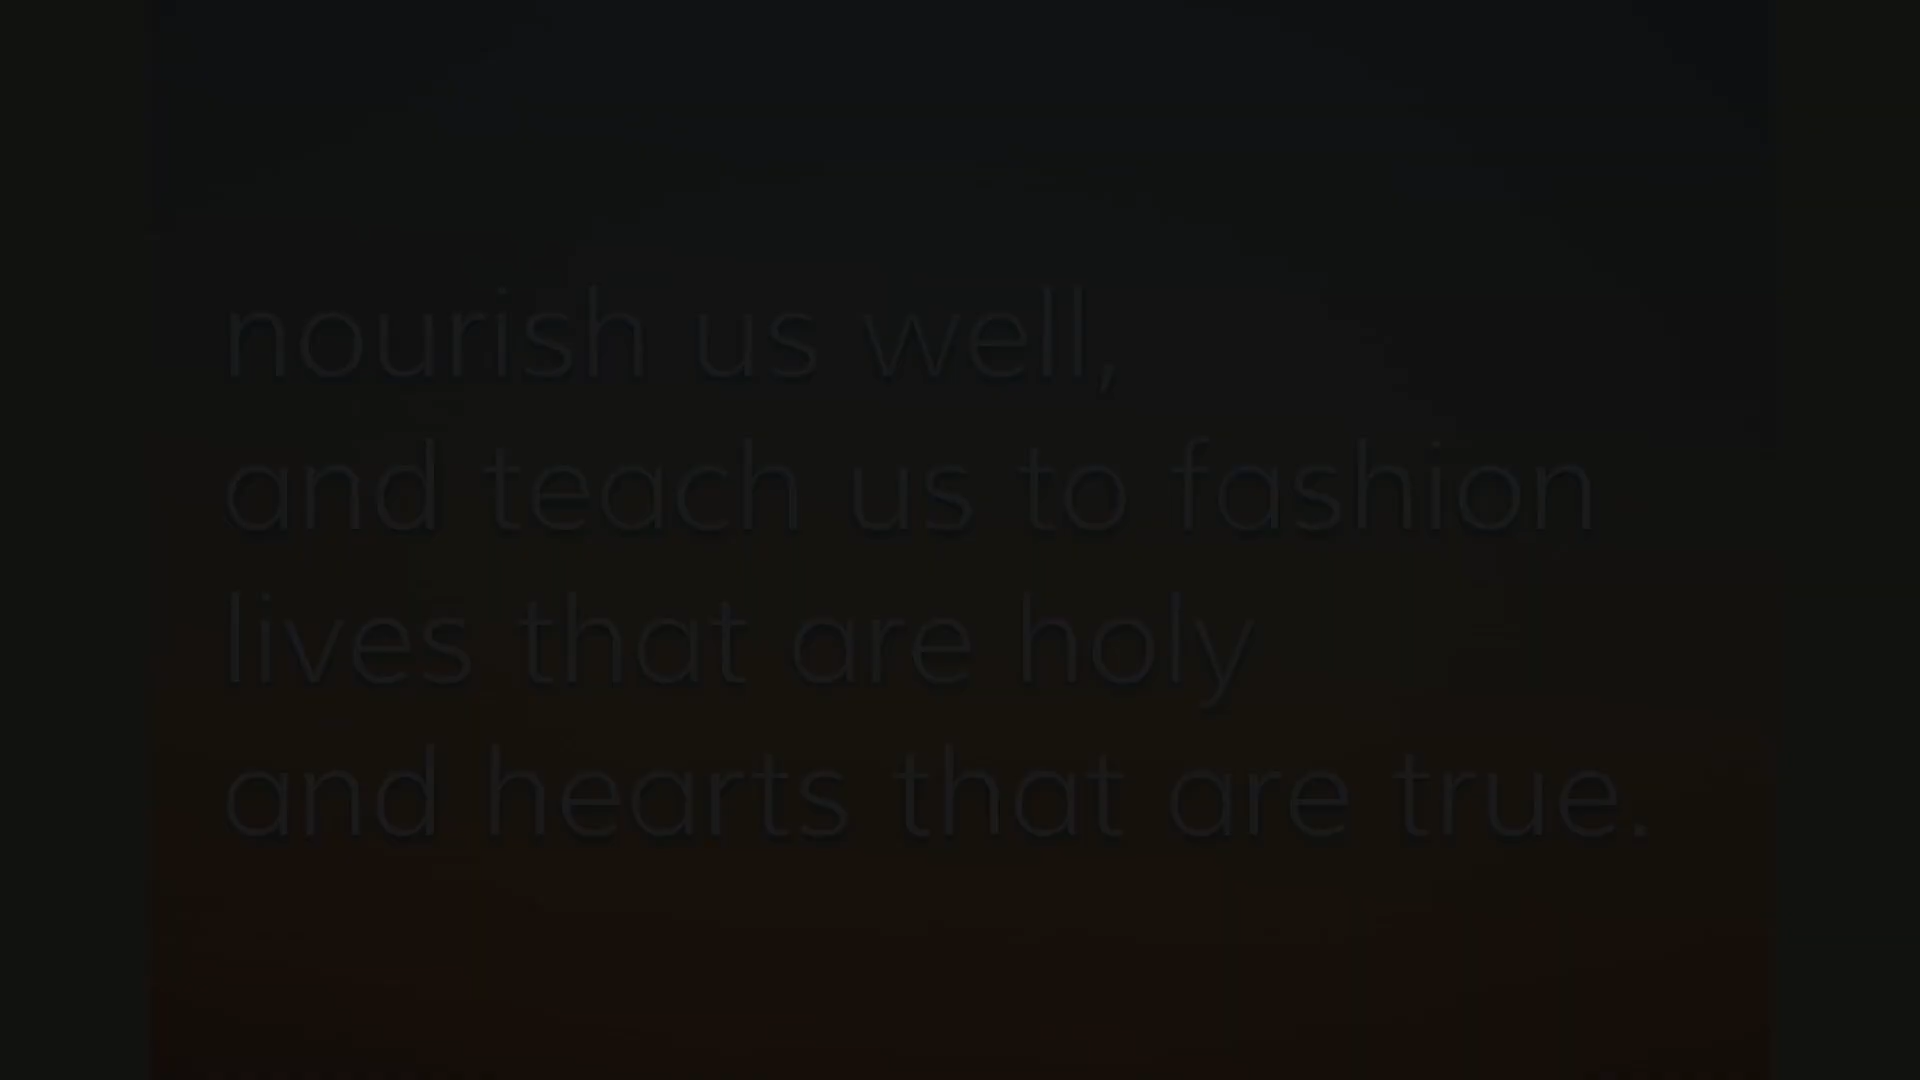 nourish us well,
and teach us to fashion
lives that are holy
and hearts that are true.